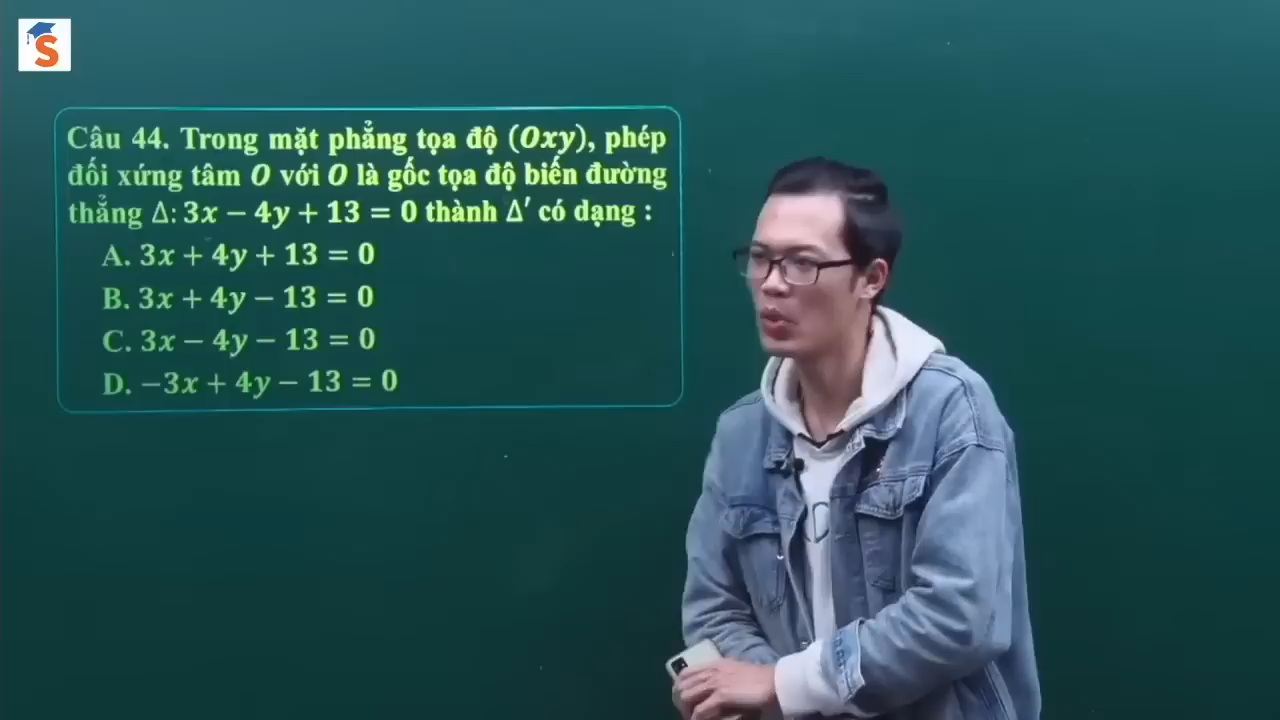 S
Câu 44. Trong mặt phẳng tọa độ (Oxy), phép
đối xứng tâm O với O là gốc tọa độ biến đường
thẳng Δ: 3x − 4y + 13 = 0 thành Δ′ có dạng :
A. 3x + 4y + 13 = 0
B. 3x + 4y − 13 = 0
C. 3x − 4y − 13 = 0
D. −3x + 4y − 13 = 0